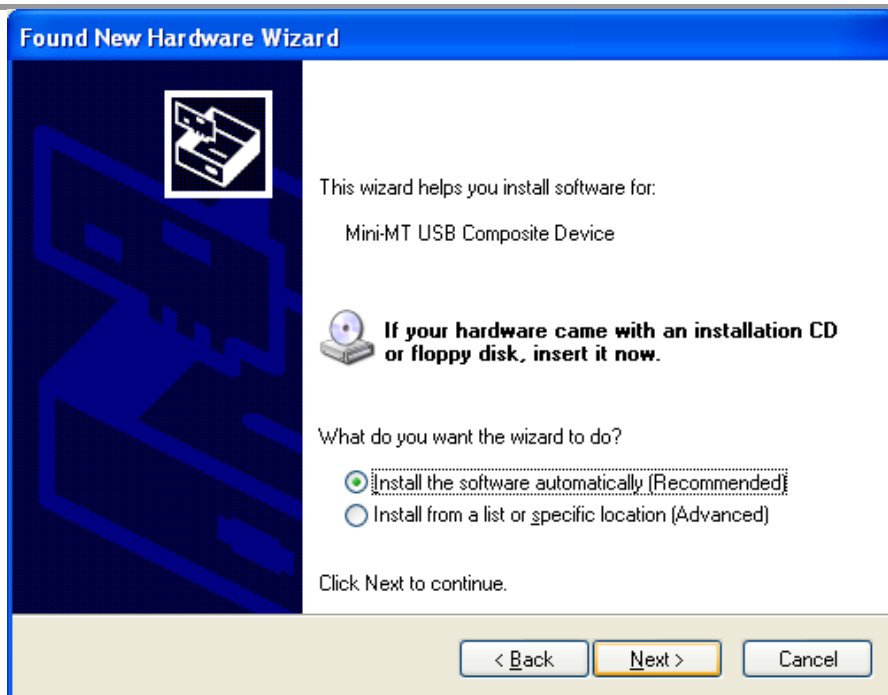 Found New Hardware Wizard
This wizard helps you install software for:
Mini-MT USB Composite Device
If your hardware came with an installation CD
or floppy disk, insert it now.
What do you want the wizard to do?
Install the software automatically (Recommended)
Install from a list or specific location (Advanced)
Click Next to continue.
< Back Next > Cancel